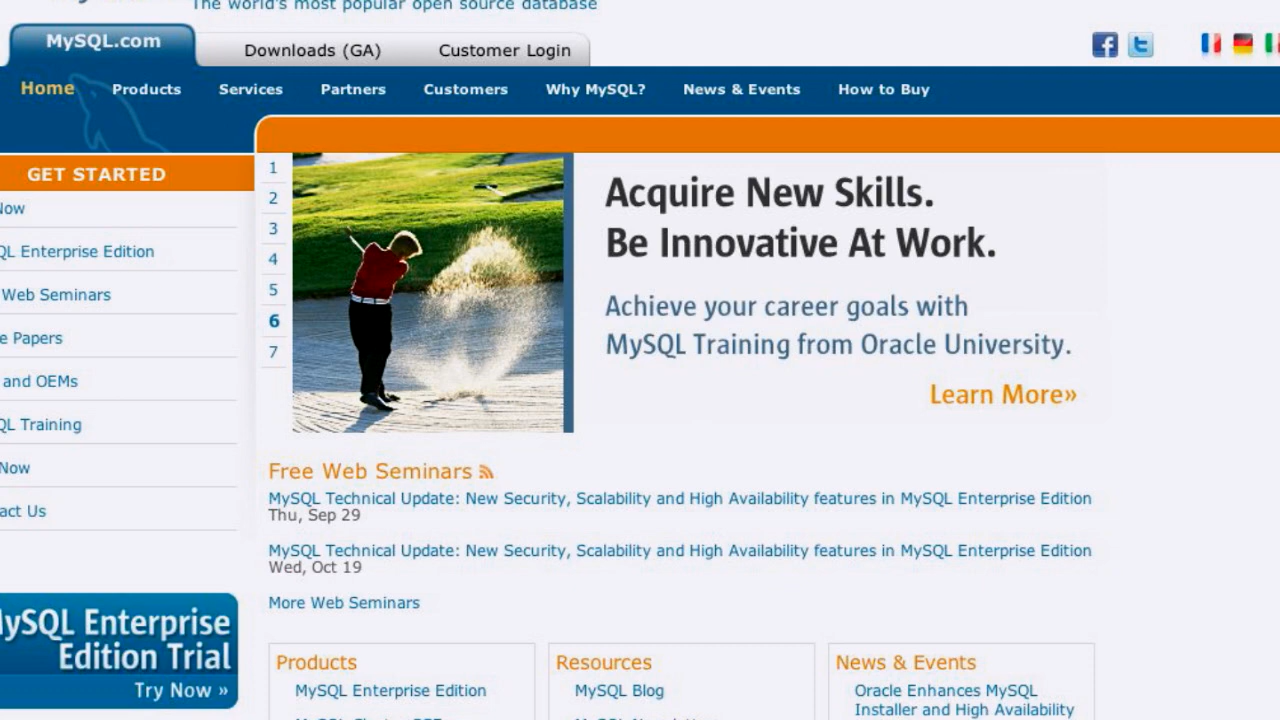 The world's most popular open source database
MySQL.com
Downloads (GA)
Customer Login
Home
Products
Services
Partners
Customers
Why MySQL?
News & Events
How to Buy
GET STARTED
Now
QL Enterprise Edition
Web Seminars
e Papers
and OEMs
QL Training
Now
act Us
MySQL Enterprise
Edition Trial
Try Now »
1
2
3
4
5
6
7
Acquire New Skills.
Be Innovative At Work.
Achieve your career goals with
MySQL Training from Oracle University.
Learn More»
Free Web Seminars
MySQL Technical Update: New Security, Scalability and High Availability features in MySQL Enterprise Edition
Thu, Sep 29
MySQL Technical Update: New Security, Scalability and High Availability features in MySQL Enterprise Edition
Wed, Oct 19
More Web Seminars
Products
MySQL Enterprise Edition
Resources
MySQL Blog
News & Events
Oracle Enhances MySQL
Installer and High Availability